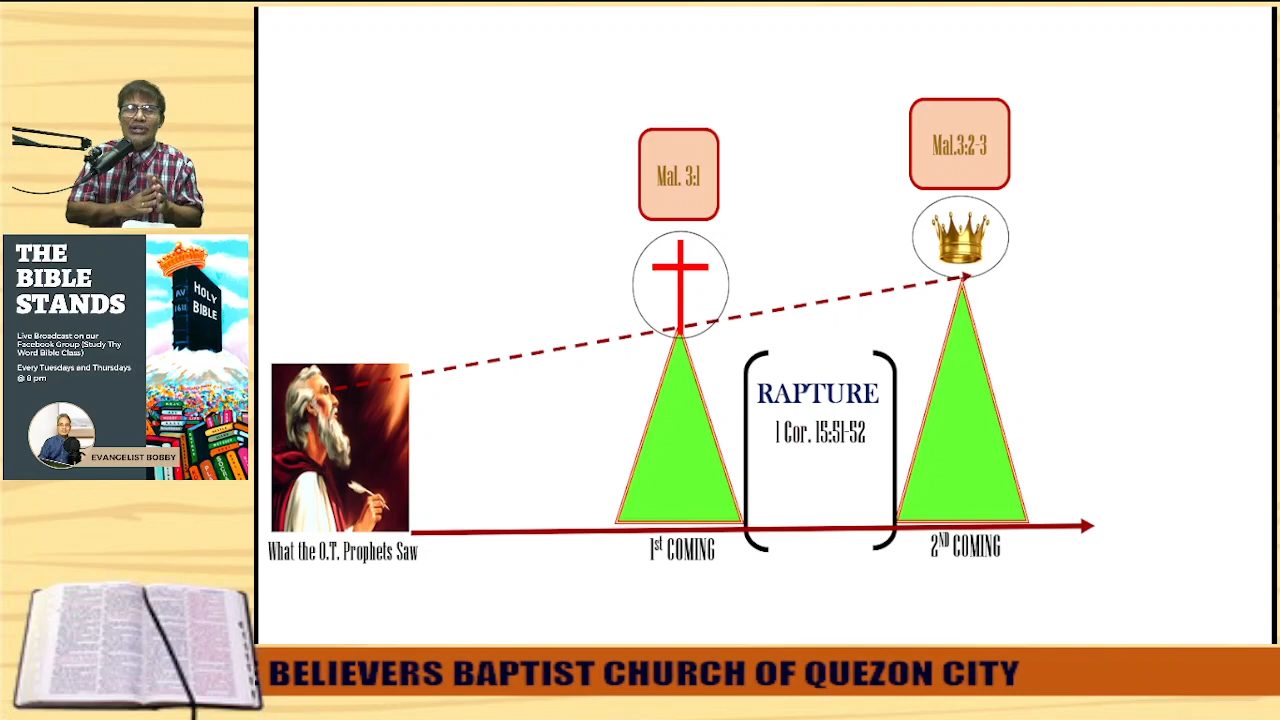 THE
BIBLE
STANDS
Live Broadcast on our
Facebook Group (Study Thy
Word Bible Class)
Every Tuesdays and Thursdays
@ 8 pm
EVANGELIST BOBBY
AV
1611
HOLY
BIBLE
Mal. 3:1
Mal.3:2-3
RAPTURE
1 Cor. 15:51-52
What the O.T. Prophets Saw
1st COMING
2ND COMING
BELIEVERS BAPTIST CHURCH OF QUEZON CITY